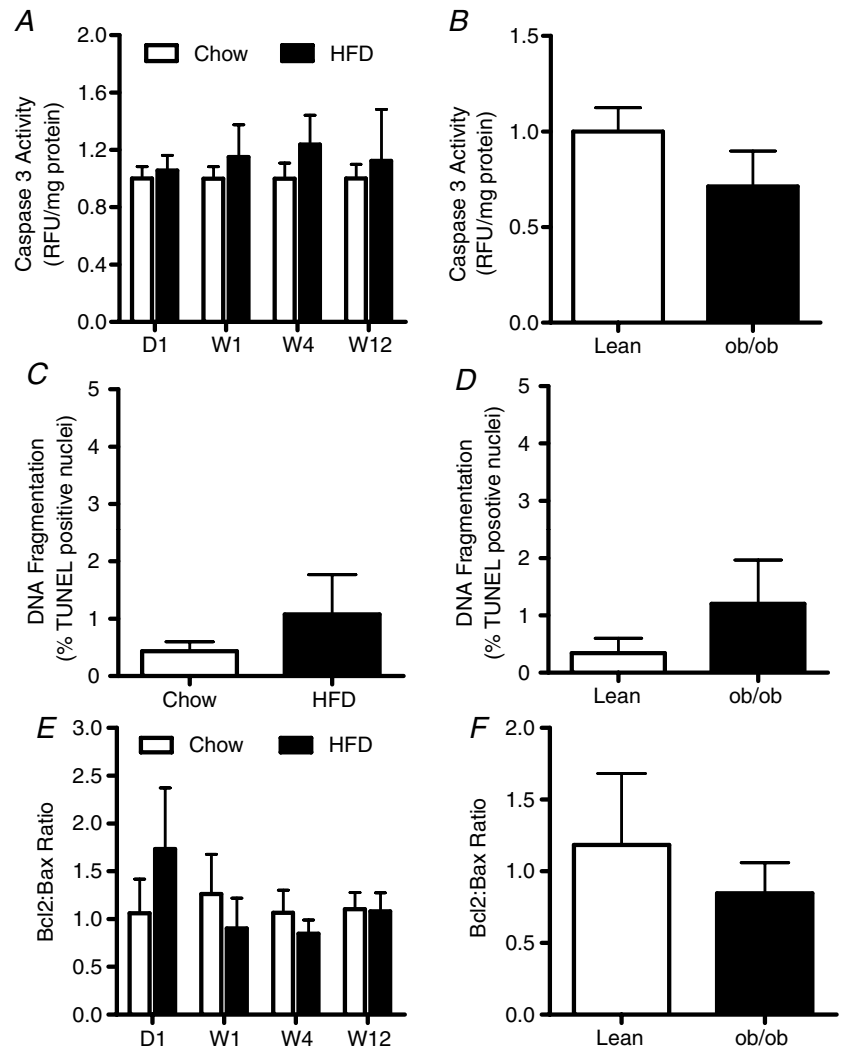 A
Caspase 3 Activity
(RFU/mg protein)
2.0
1.6
1.2
0.8
0.4
0.0
Chow
HFD
D1
W1
W4
W12
B
Caspase 3 Activity
(RFU/mg protein)
1.5
1.0
0.5
0.0
Lean
ob/ob
C
DNA Fragmentation
(% TUNEL positive nuclei)
5
4
3
2
1
0
Chow
HFD
D
DNA Fragmentation
(% TUNEL posotive nuclei)
5
4
3
2
1
0
Lean
ob/ob
E
Bcl2:Bax Ratio
3.0
2.5
2.0
1.5
1.0
0.5
0.0
Chow
HFD
D1
W1
W4
W12
F
Bcl2:Bax Ratio
2.0
1.5
1.0
0.5
0.0
Lean
ob/ob